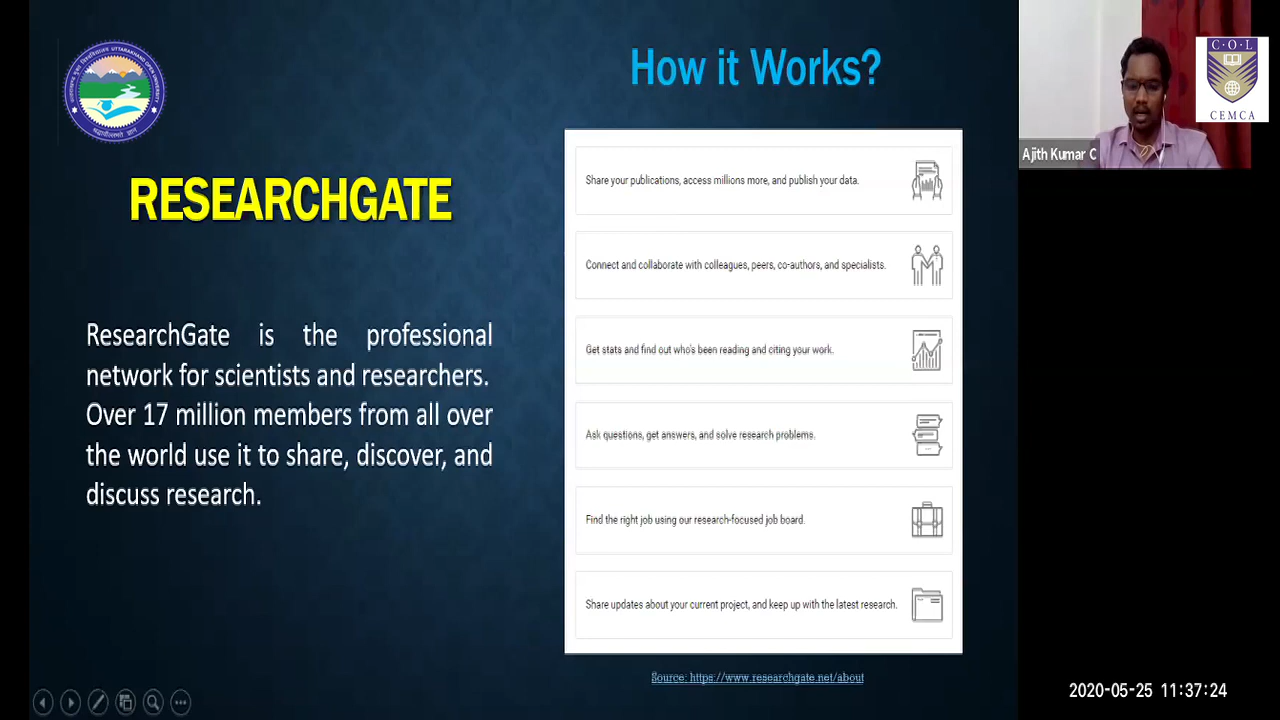 How it Works?
RESEARCHGATE
ResearchGate is the professional
network for scientists and researchers.
Over 17 million members from all over
the world use it to share, discover, and
discuss research.
Share your publications, access millions more, and publish your data.
Connect and collaborate with colleagues, peers, co-authors, and specialists.
Get stats and find out who's been reading and citing your work.
Ask questions, get answers, and solve research problems.
Find the right job using our research-focused job board.
Share updates about your current project, and keep up with the latest research.
Source: https://www.researchgate.net/about
Ajith Kumar C
C·O·L
CEMCA
2020-05-25 11:37:24